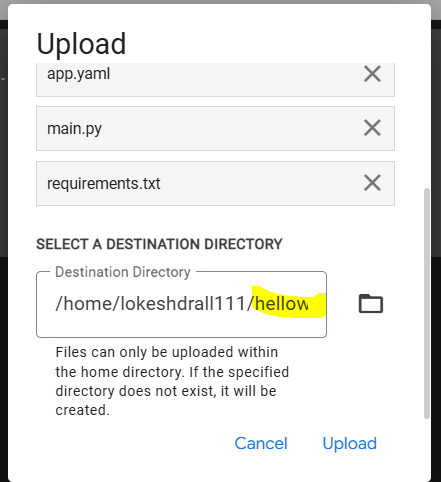 Upload
app.yaml
main.py
requirements.txt
SELECT A DESTINATION DIRECTORY
Destination Directory
/home/lokeshdrall111/hellow
Files can only be uploaded within
the home directory. If the specified
directory does not exist, it will be
created.
Cancel Upload